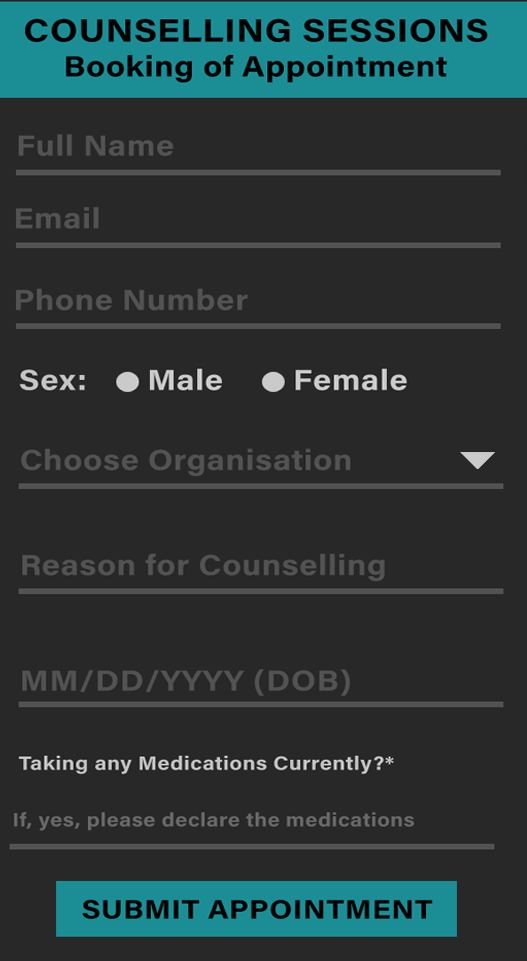 COUNSELLING SESSIONS
Booking of Appointment
Full Name
Email
Phone Number
Sex: Male Female
Choose Organisation
Reason for Counselling
MM/DD/YYYY (DOB)
Taking any Medications Currently?*
If, yes, please declare the medications
SUBMIT APPOINTMENT